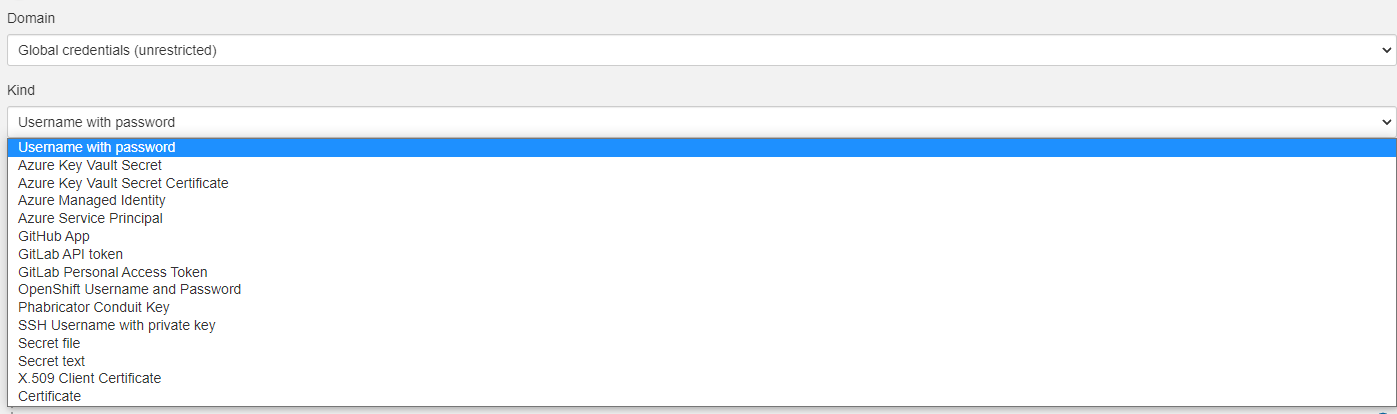 Domain
Global credentials (unrestricted)
Kind
Username with password
Username with password
Azure Key Vault Secret
Azure Key Vault Secret Certificate
Azure Managed Identity
Azure Service Principal
GitHub App
GitLab API token
GitLab Personal Access Token
OpenShift Username and Password
Phabricator Conduit Key
SSH Username with private key
Secret file
Secret text
X.509 Client Certificate
Certificate